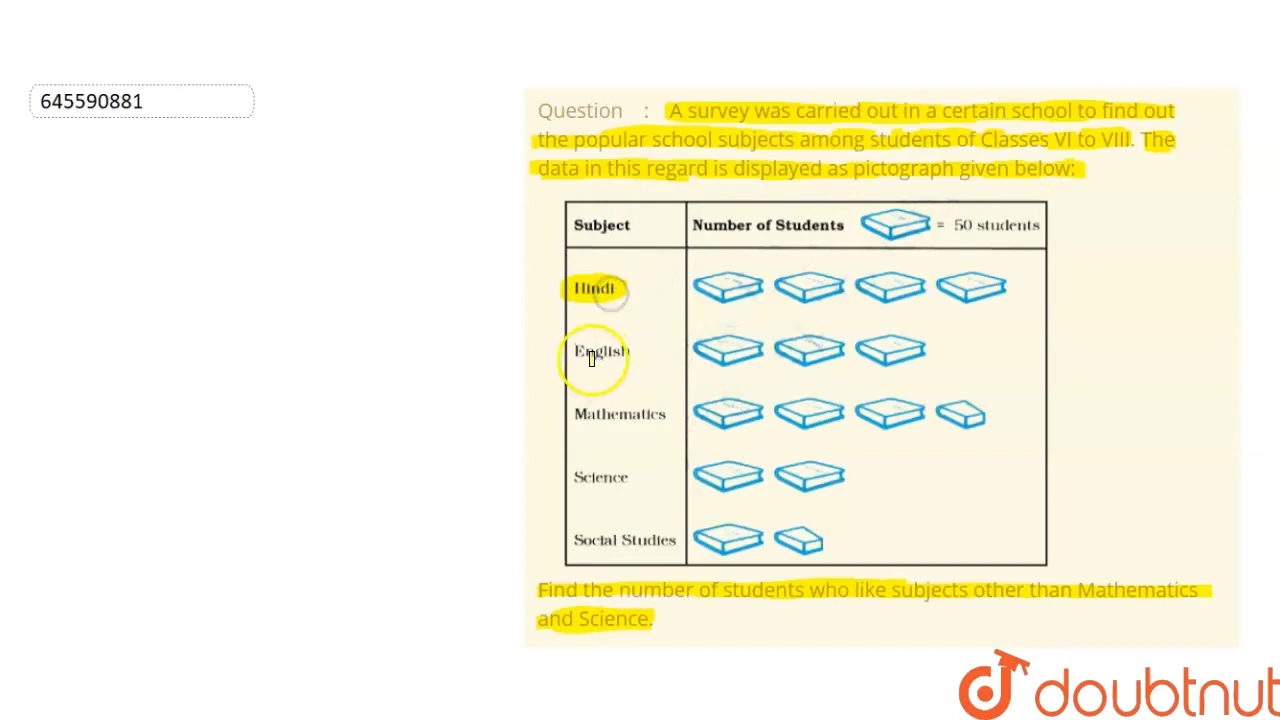 645590881
Question : A survey was carried out in a certain school to find out
the popular school subjects among students of Classes VI to VIII. The
data in this regard is displayed as pictograph given below:
Subject Number of Students = 50 students
Hindi
English
Mathematics
Science
Social Studies
Find the number of students who like subjects other than Mathematics
and Science.
doubtnut